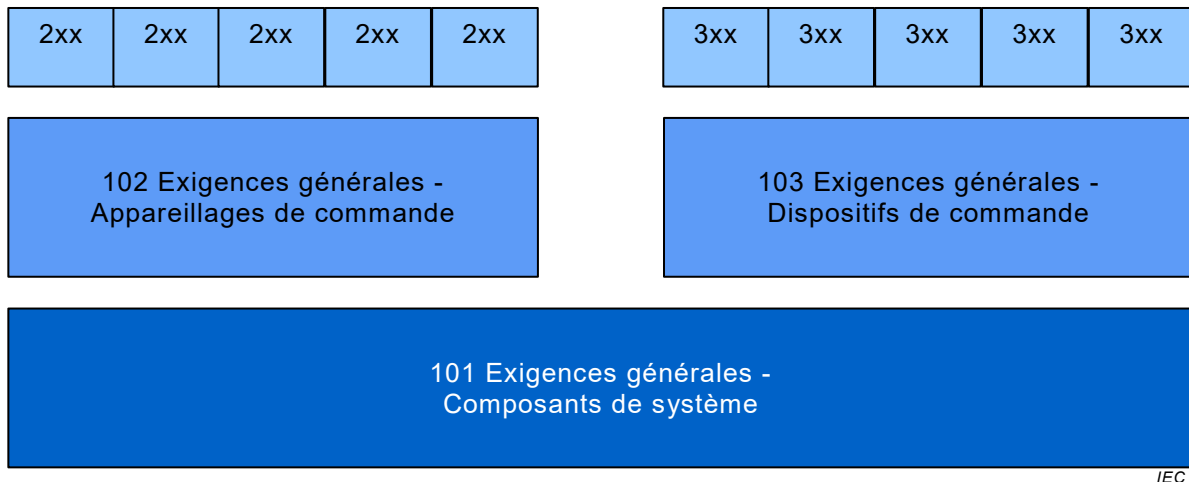 2xx 2xx 2xx 2xx 2xx 3xx 3xx 3xx 3xx 3xx
102 Exigences générales -
Appareillages de commande
103 Exigences générales -
Dispositifs de commande
101 Exigences générales -
Composants de système
IEC